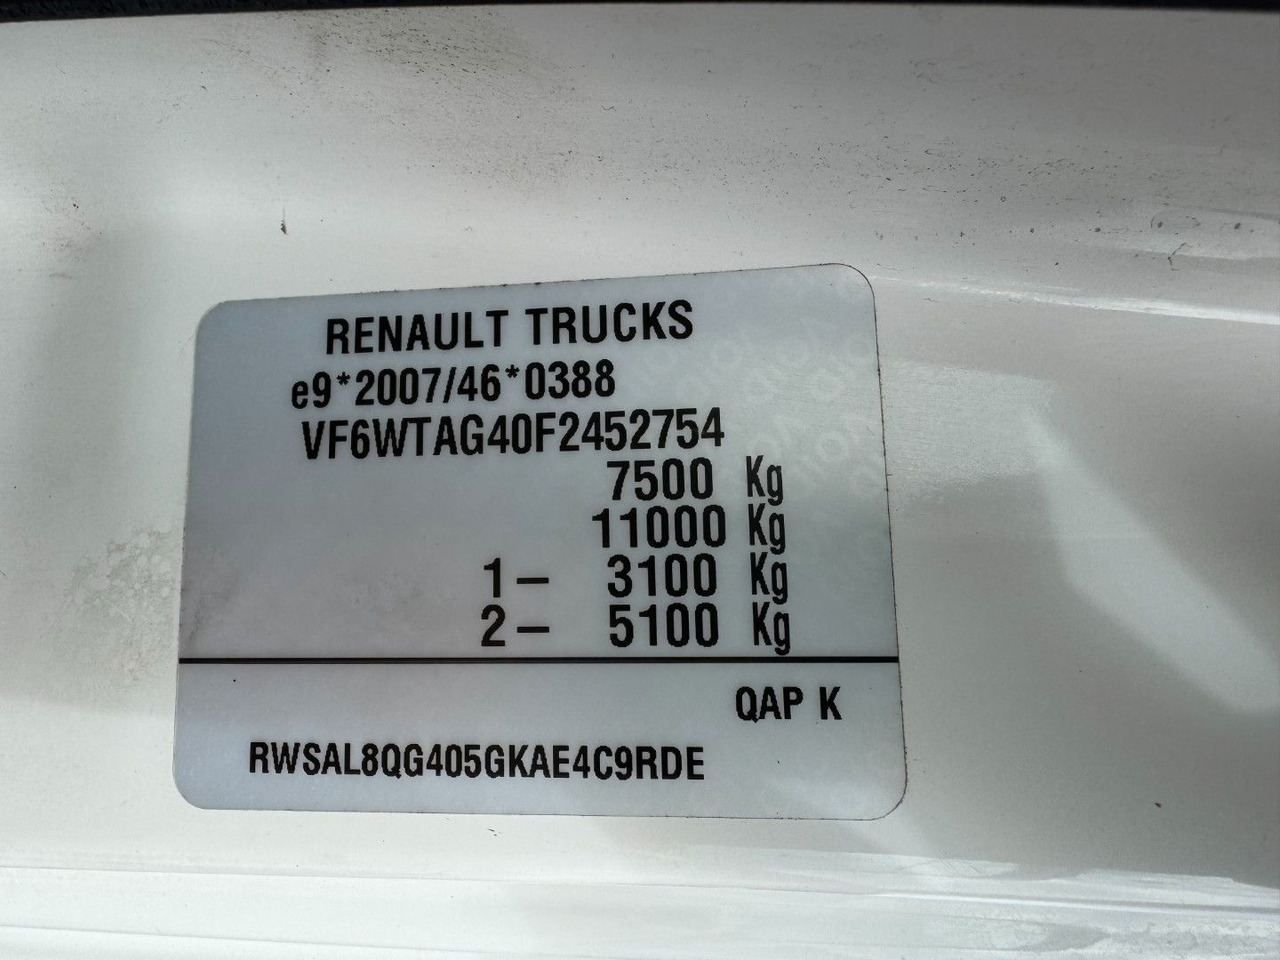 RENAULT TRUCKS
e9*2007/46*0388
VF6WTAG40F2452754
7500 Kg
11000 Kg
1- 3100 Kg
2- 5100 Kg
QAP K
RWSAL8QG405GKAE4C9RDE